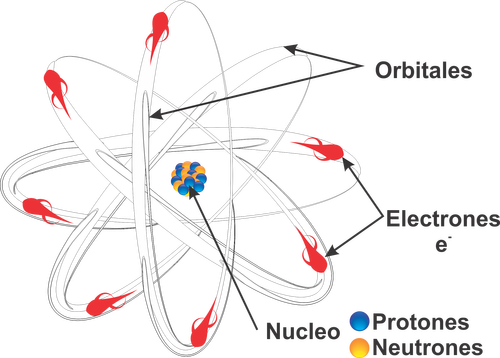 Orbitales
Electrones
e-
Nucleo
Protones
Neutrones